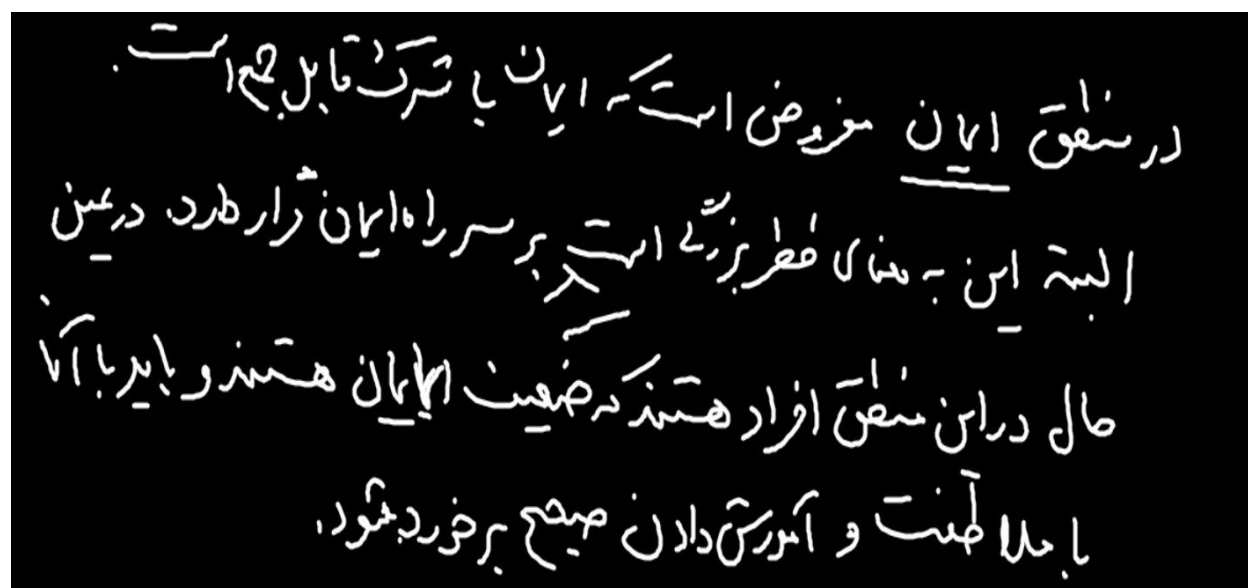 در منطق ایمان مفروض است که ایمان با شرک قابل جمع است.
البته این به معنای خطر بزرگی است بر سر راه ایمان قرار دارد. در عین
حال در این منطق افراد هستند که ضعیف الایمان هستند و باید با آنها
با ملاطفت و آموزش دادن صحیح برخورد شود.